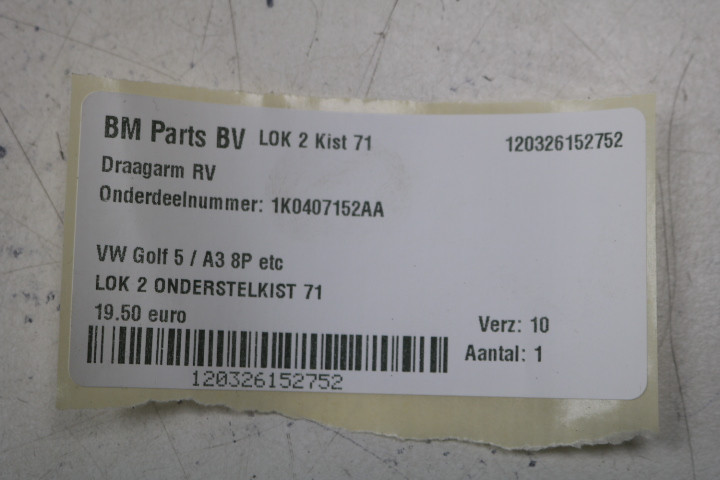 BM Parts BV LOK 2 Kist 71 120326152752
Draagarm RV
Onderdeelnummer: 1K0407152AA
VW Golf 5 / A3 8P etc
LOK 2 ONDERSTELKIST 71
19.50 euro
Verz: 10
Aantal: 1
120326152752